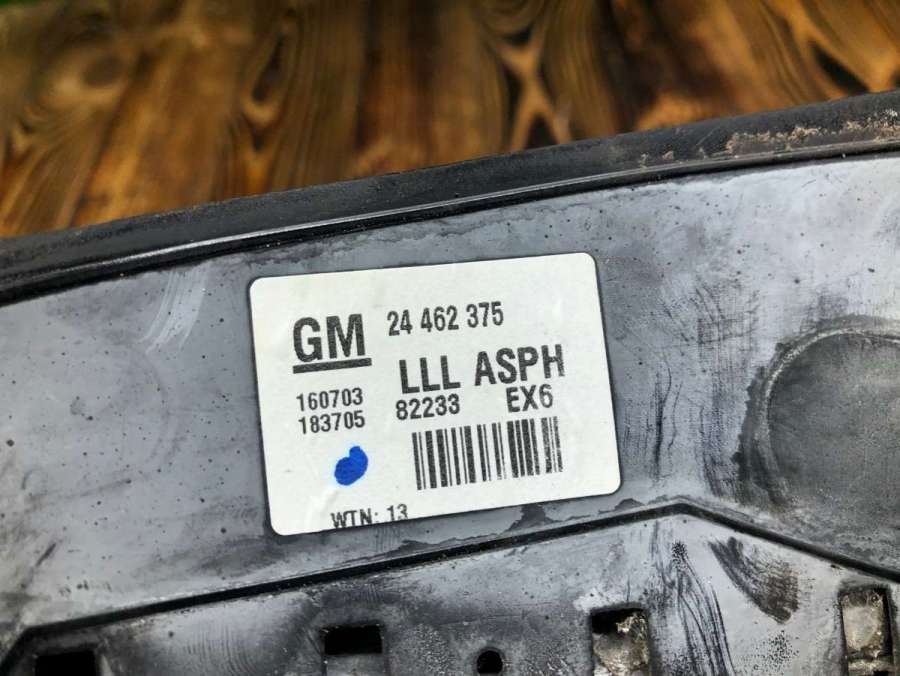 GM 24 462 375
LLL ASPH
160703 82233 EX6
183705
WTN: 13